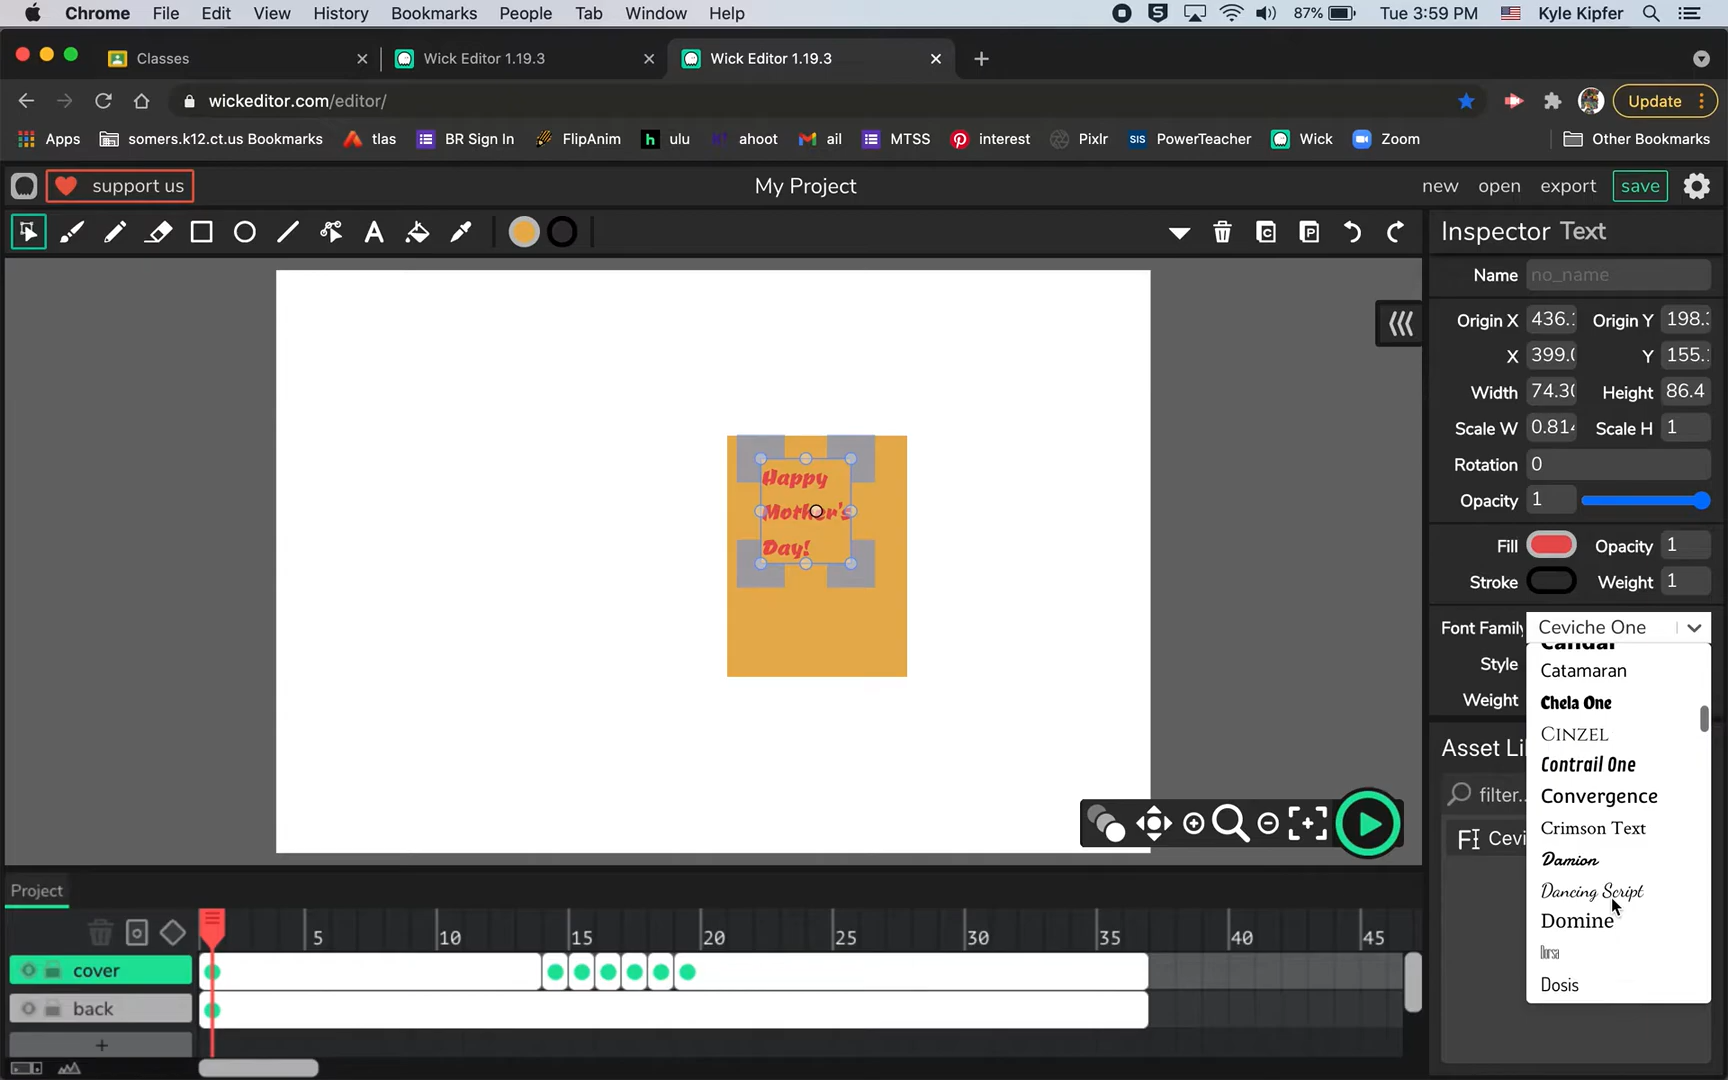 Chrome File Edit View History Bookmarks People Tab Window Help 87% Tue 3:59 PM Kyle Kipfer
Classes Wick Editor 1.19.3 Wick Editor 1.19.3
wickeditor.com/editor/ Update
Apps somers.k12.ct.us Bookmarks tlas BR Sign In FlipAnim ulu ahoot ail MTSS interest Pixlr SIS PowerTeacher Wick Zoom Other Bookmarks
support us My Project new open export save
Inspector Text
Name no_name
Origin X 436. Origin Y 198.
X 399.0 Y 155.
Width 74.30 Height 86.4
Scale W 0.814 Scale H 1
Rotation 0
Opacity 1
Fill Opacity 1
Stroke Weight 1
Font Family Ceviche One
Style
Weight
Catamaran
Chela One
Cinzel
Contrail One
Convergence
Crimson Text
Damion
Dancing Script
Domine
Dorsa
Dosis
Asset Li
filter..
Cevi
Happy
Mother's
Day!
Project
5 10 15 20 25 30 35 40 45
cover
back
+